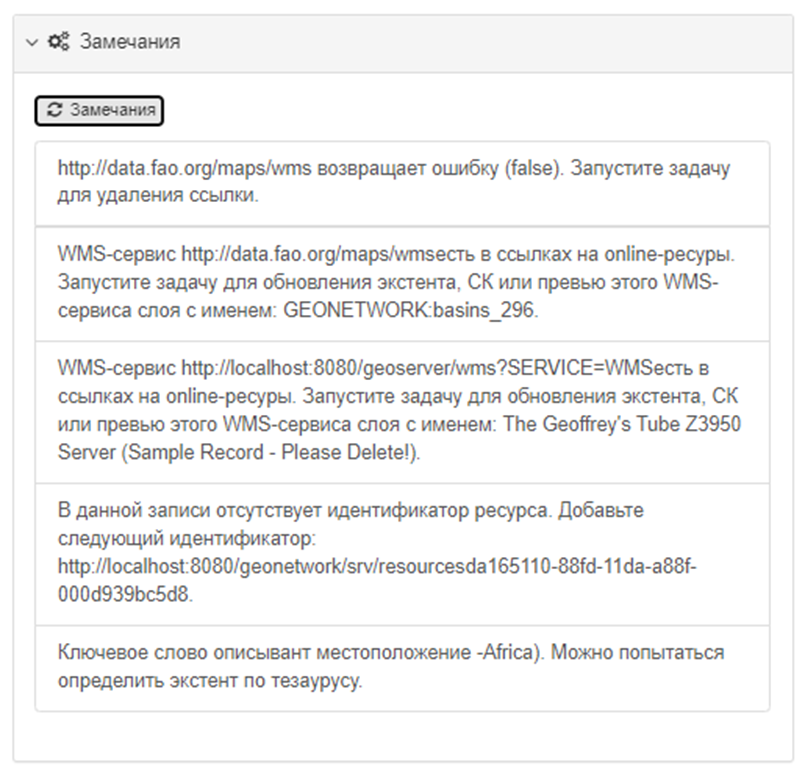 Замечания
Замечания
http://data.fao.org/maps/wms возвращает ошибку (false). Запустите задачу
для удаления ссылки.
WMS-сервис http://data.fao.org/maps/wmsесть в ссылках на online-ресуры.
Запустите задачу для обновления экстента, СК или превью этого WMS-
сервиса слоя с именем: GEONETWORK:basins_296.
WMS-сервис http://localhost:8080/geoserver/wms?SERVICE=WMSесть в
ссылках на online-ресуры. Запустите задачу для обновления экстента, СК
или превью этого WMS-сервиса слоя с именем: The Geoffrey's Tube Z3950
Server (Sample Record - Please Delete!).
В данной записи отсутствует идентификатор ресурса. Добавьте
следующий идентификатор:
http://localhost:8080/geonetwork/srv/resourcesda165110-88fd-11da-a88f-
000d939bc5d8.
Ключевое слово описывант местоположение -Africa). Можно попытаться
определить экстент по тезаурусу.